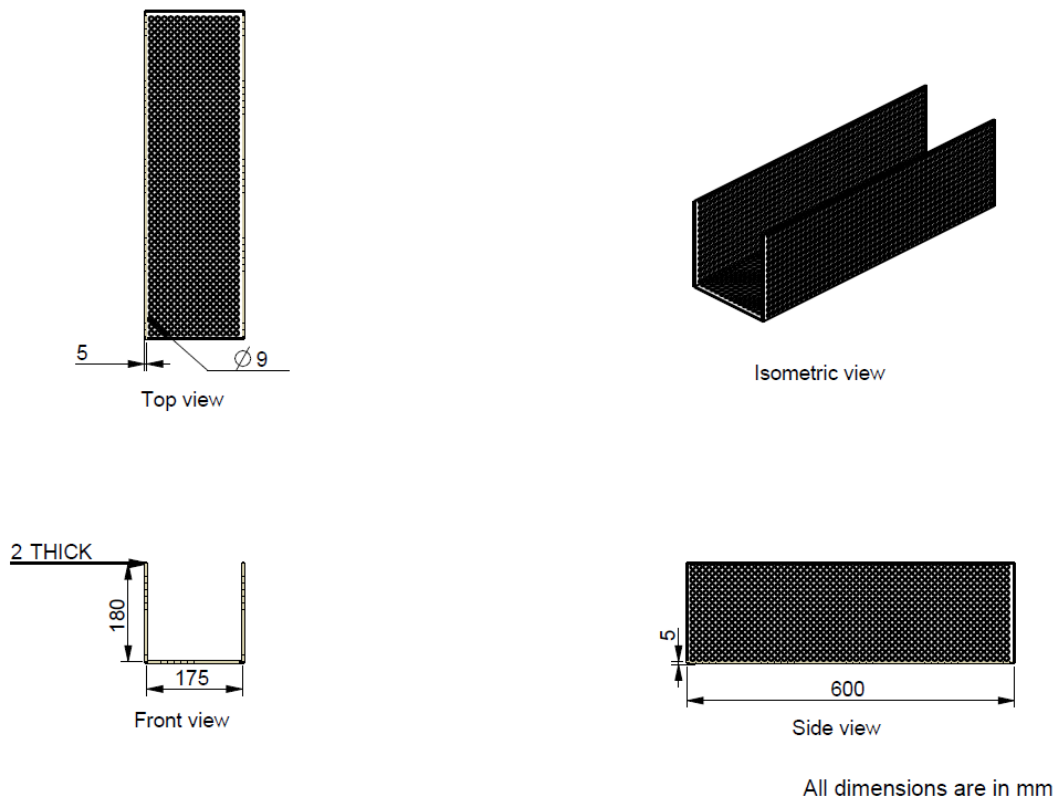 5
∅9
Top view
Isometric view
2 THICK
180
175
Front view
5
600
Side view
All dimensions are in mm